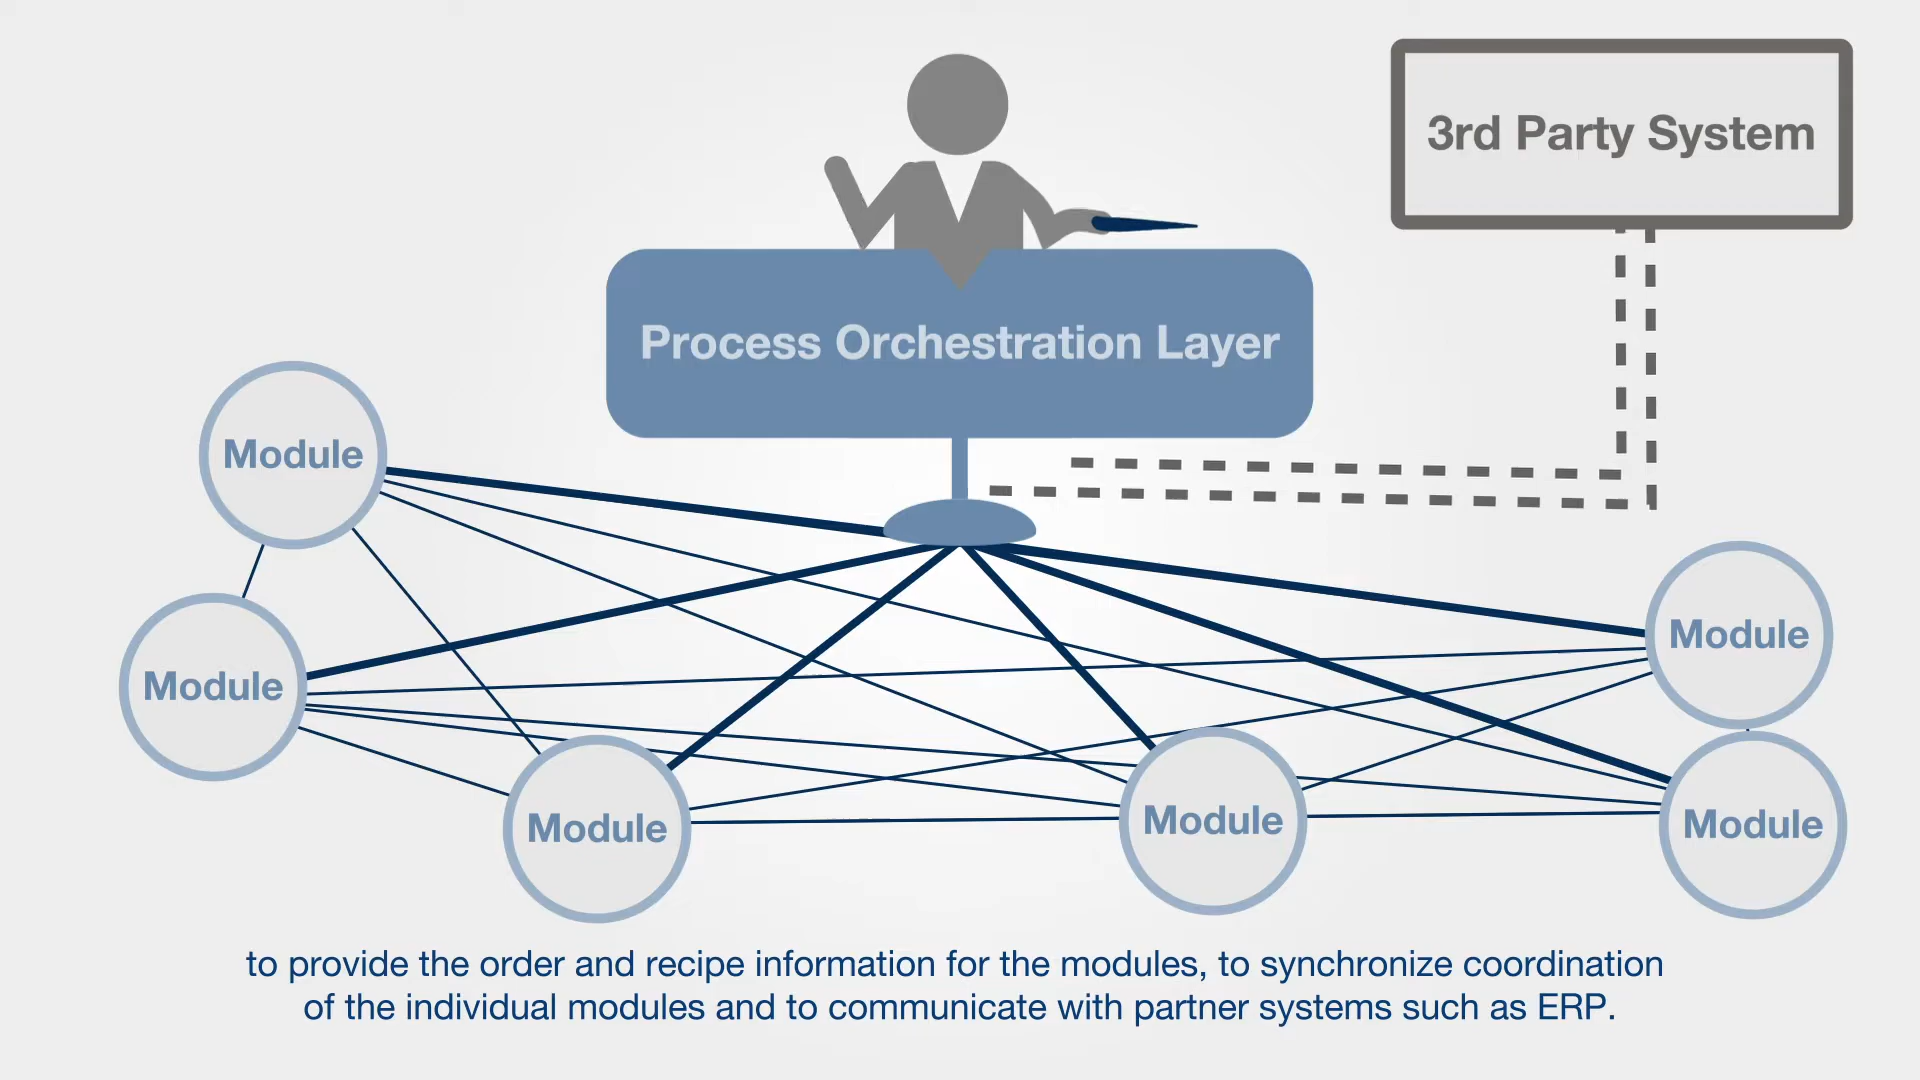 3rd Party System
Process Orchestration Layer
Module
Module
Module
Module
Module
Module
to provide the order and recipe information for the modules, to synchronize coordination
of the individual modules and to communicate with partner systems such as ERP.